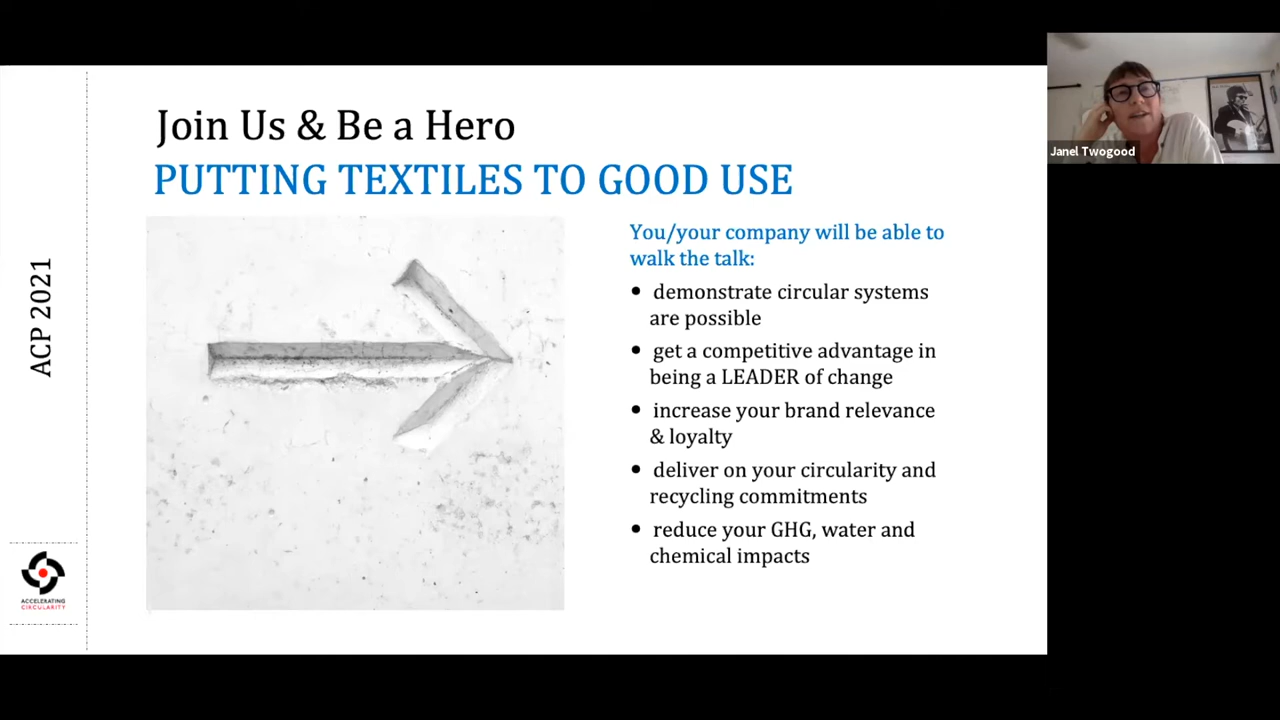 Join Us & Be a Hero
PUTTING TEXTILES TO GOOD USE
You/your company will be able to
walk the talk:
• demonstrate circular systems
are possible
• get a competitive advantage in
being a LEADER of change
• increase your brand relevance
& loyalty
• deliver on your circularity and
recycling commitments
• reduce your GHG, water and
chemical impacts
ACP 2021
ACCELERATING
CIRCULARITY
Janel Twogood